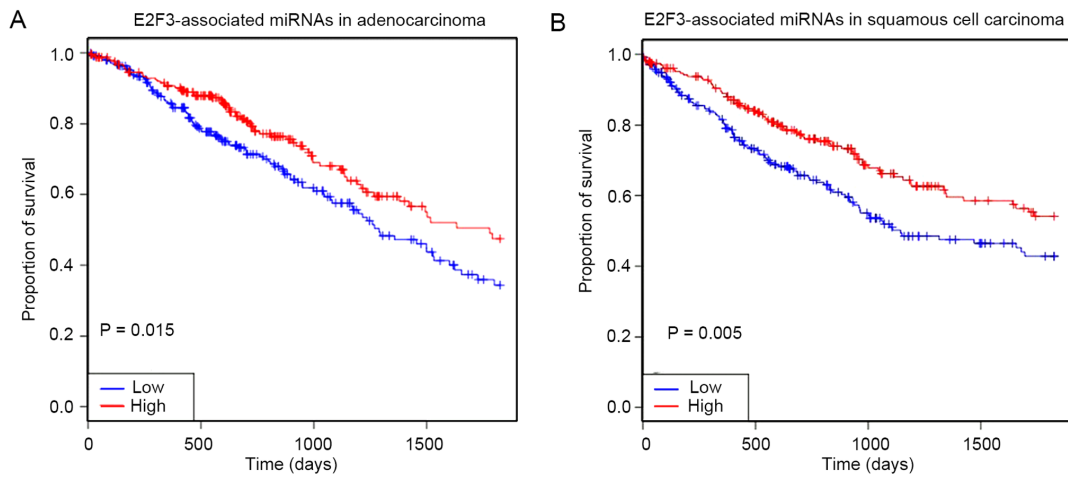 A
E2F3-associated miRNAs in adenocarcinoma
Proportion of survival
1.0
0.8
0.6
0.4
0.2
0.0
P = 0.015
Low
High
0
500
1000
1500
Time (days)
B
E2F3-associated miRNAs in squamous cell carcinoma
Proportion of survival
1.0
0.8
0.6
0.4
0.2
0.0
P = 0.005
Low
High
0
500
1000
1500
Time (days)